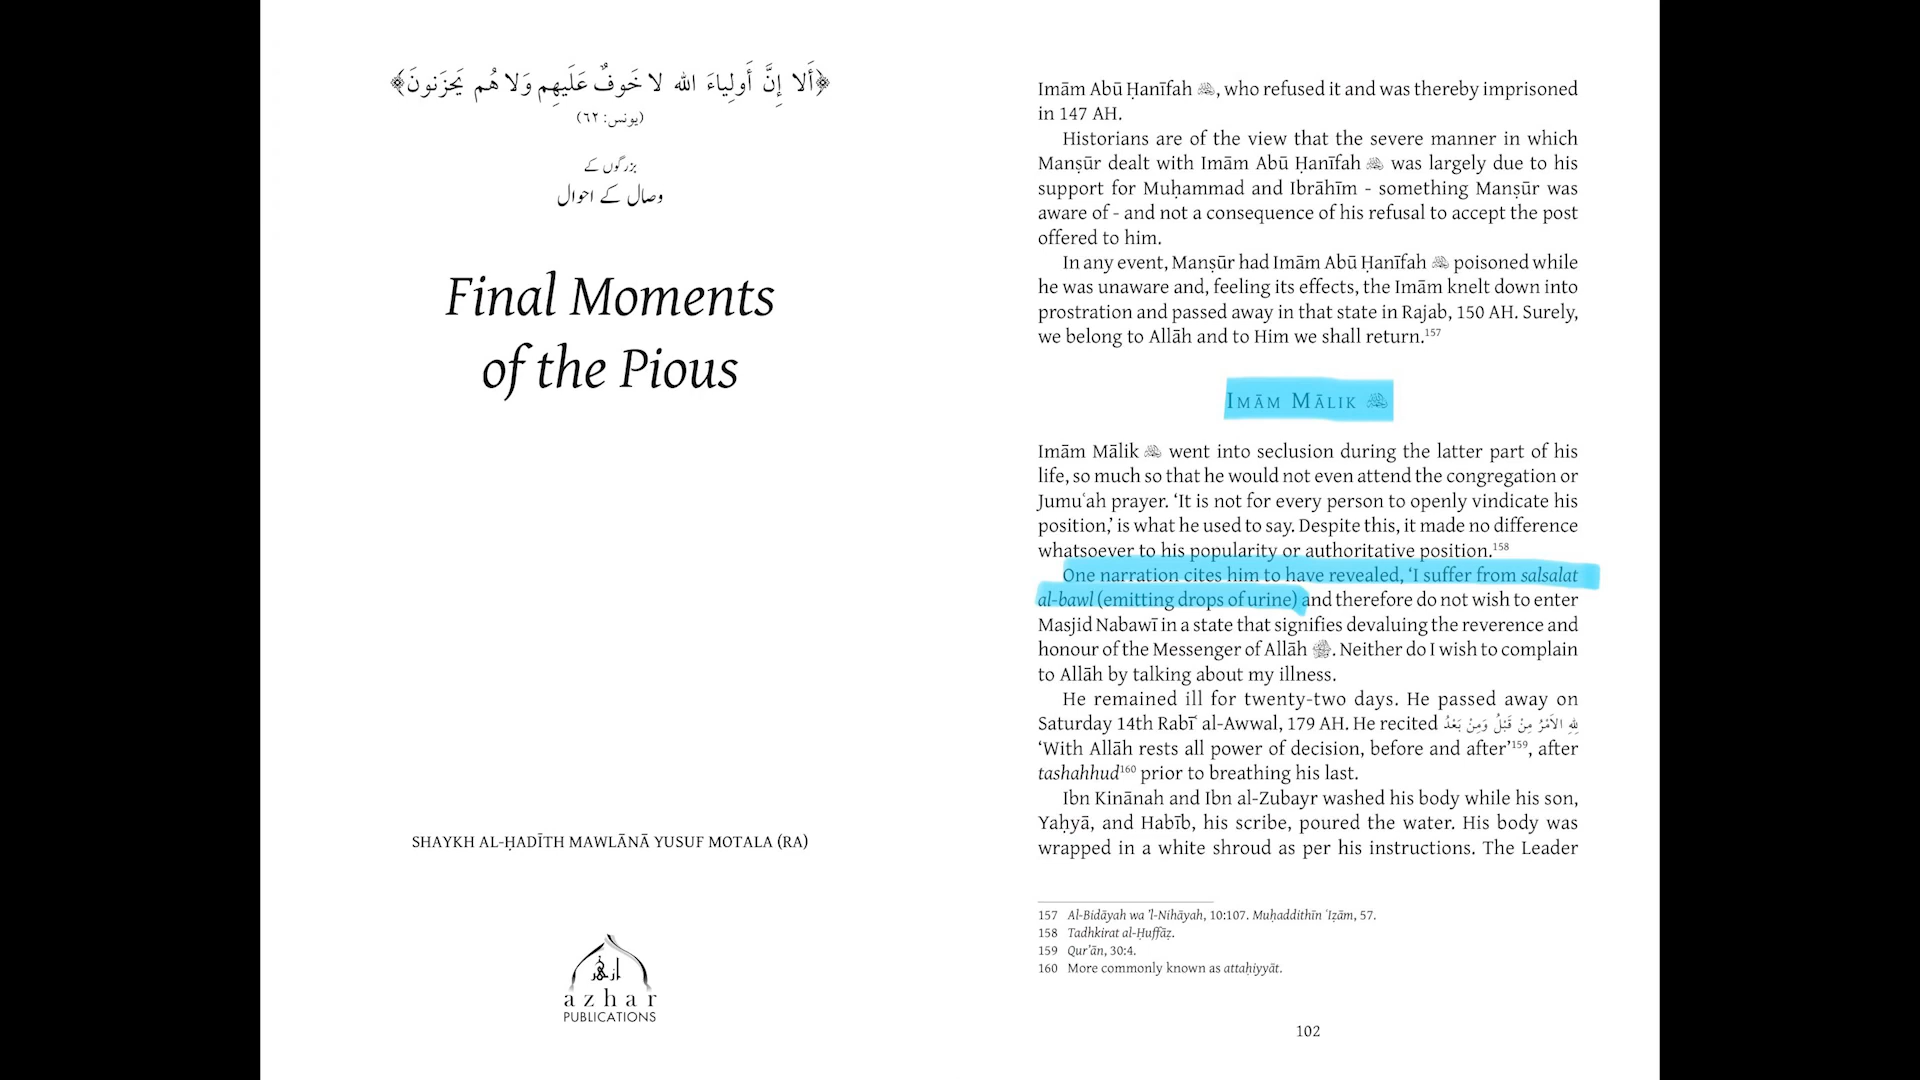 ﴿أَلا إِنَّ أَولِياءَ الله لا خَوفٌ عَلَيهِم وَلا هُم يَحزَنونَ﴾
(يونس: ٦٢)
بزرگوں کے
وصال کے احوال
Final Moments
of the Pious
SHAYKH AL-ḤADĪTH MAWLĀNĀ YUSUF MOTALA (RA)
ازھر
azhar
PUBLICATIONS
Imām Abū Ḥanīfah, who refused it and was thereby imprisoned
in 147 AH.
Historians are of the view that the severe manner in which
Manṣūr dealt with Imām Abū Ḥanīfah was largely due to his
support for Muḥammad and Ibrāhīm - something Manṣūr was
aware of - and not a consequence of his refusal to accept the post
offered to him.
In any event, Manṣūr had Imām Abū Ḥanīfah poisoned while
he was unaware and, feeling its effects, the Imām knelt down into
prostration and passed away in that state in Rajab, 150 AH. Surely,
we belong to Allāh and to Him we shall return.157
IMĀM MĀLIK
Imām Mālik went into seclusion during the latter part of his
life, so much so that he would not even attend the congregation or
Jumuʿah prayer. ‘It is not for every person to openly vindicate his
position,’ is what he used to say. Despite this, it made no difference
whatsoever to his popularity or authoritative position.158
One narration cites him to have revealed, ‘I suffer from salsalat
al-bawl (emitting drops of urine) and therefore do not wish to enter
Masjid Nabawī in a state that signifies devaluing the reverence and
honour of the Messenger of Allāh ﷺ. Neither do I wish to complain
to Allāh by talking about my illness.
He remained ill for twenty-two days. He passed away on
Saturday 14th Rabīʿ al-Awwal, 179 AH. He recited لِلهِ الاَمْرُ مِنْ قَبْلُ وَمِنْ بَعْدُ
‘With Allāh rests all power of decision, before and after’159, after
tashahhud160 prior to breathing his last.
Ibn Kinānah and Ibn al-Zubayr washed his body while his son,
Yaḥyā, and Habīb, his scribe, poured the water. His body was
wrapped in a white shroud as per his instructions. The Leader
157 Al-Bidāyah wa ’l-Nihāyah, 10:107. Muḥaddithīn ʿIẓām, 57.
158 Tadhkirat al-Ḥuffāẓ.
159 Qur’ān, 30:4.
160 More commonly known as attaḥiyyāt.
102